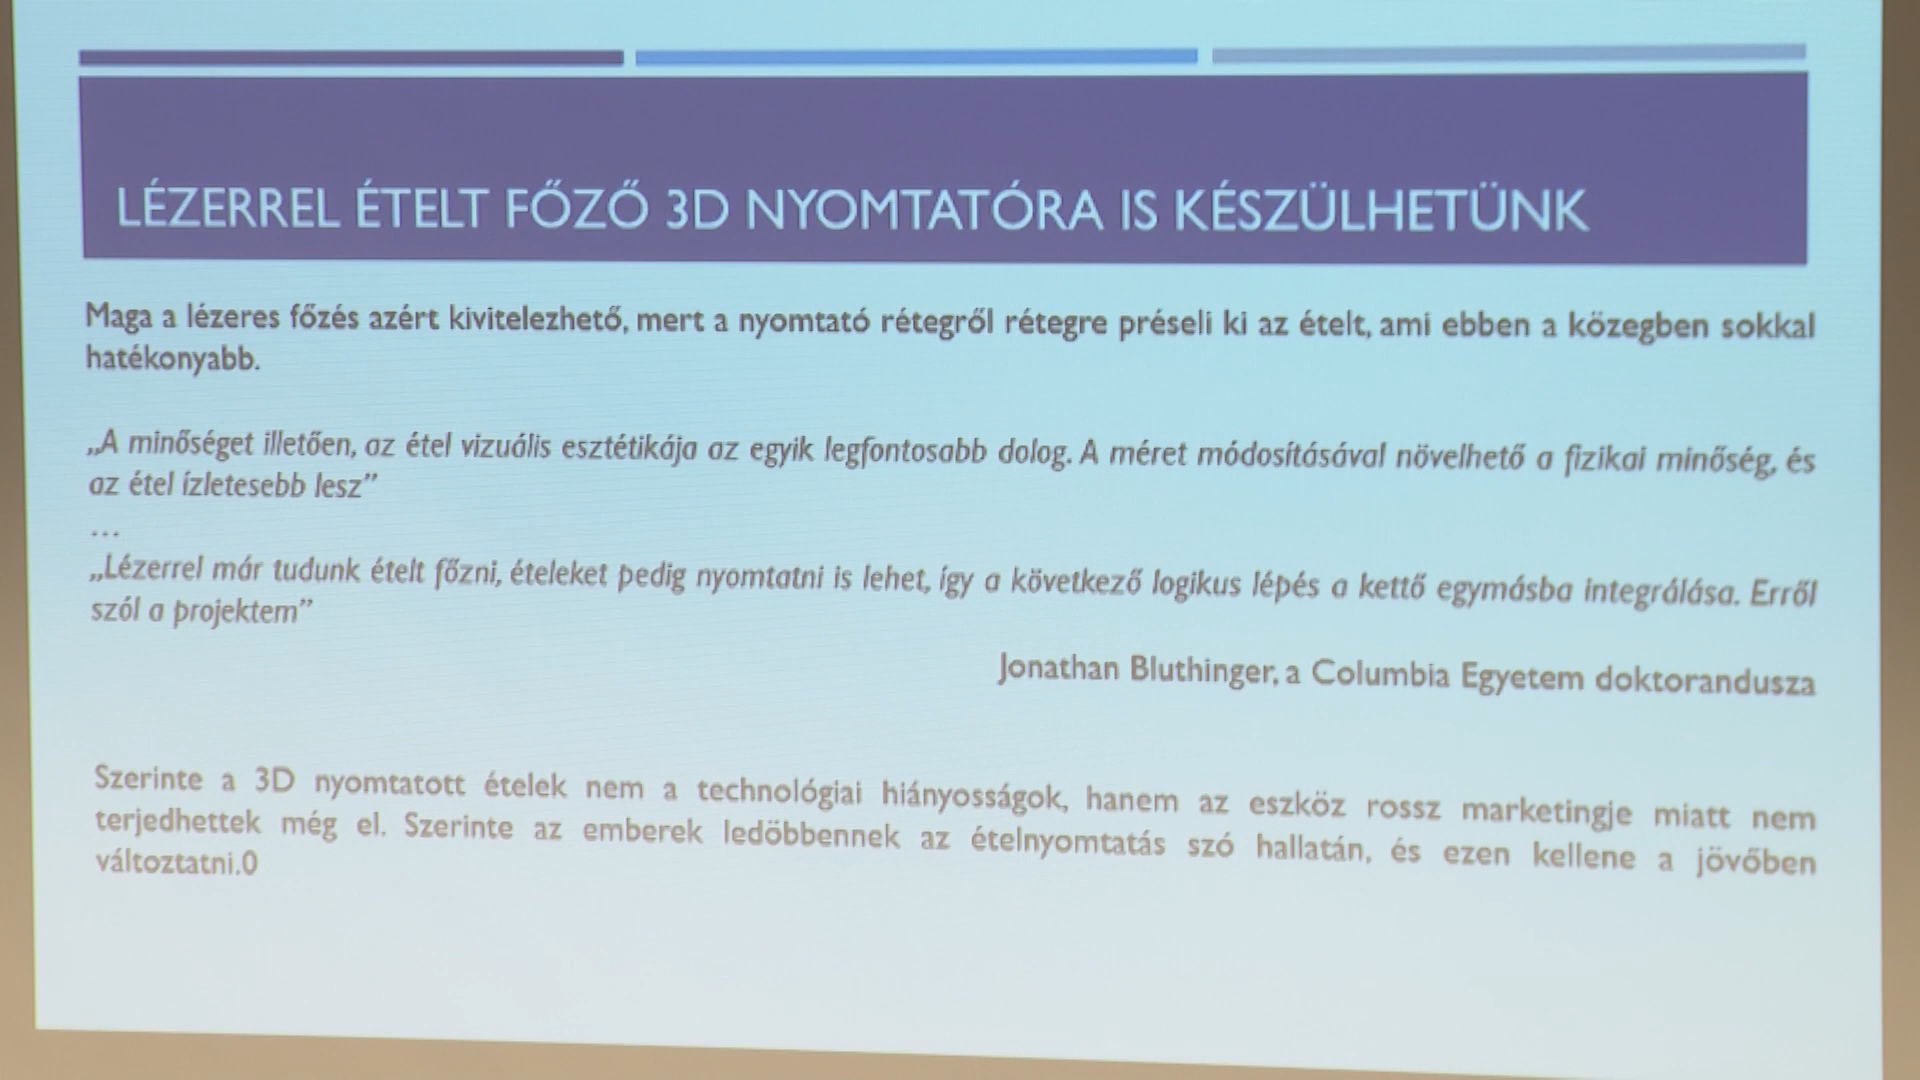 LÉZERREL ÉTELT FŐZŐ 3D NYOMTATÓRA IS KÉSZÜLHETÜNK
Maga a lézeres főzés azért kivitelezhető, mert a nyomtató rétegről rétegre préseli ki az ételt, ami ebben a közegben sokkal
hatékonyabb.
„A minőséget illetően, az étel vizuális esztétikája az egyik legfontosabb dolog. A méret módosításával növelhető a fizikai minőség, és
az étel ízletesebb lesz”
…
„Lézerrel már tudunk ételt főzni, ételeket pedig nyomtatni is lehet, így a következő logikus lépés a kettő egymásba integrálása. Erről
szól a projektem”
Jonathan Bluthinger, a Columbia Egyetem doktorandusza
Szerinte a 3D nyomtatott ételek nem a technológiai hiányosságok, hanem az eszköz rossz marketingje miatt nem
terjedhettek még el. Szerinte az emberek ledöbbennek az ételnyomtatás szó hallatán, és ezen kellene a jövőben
változtatni.0